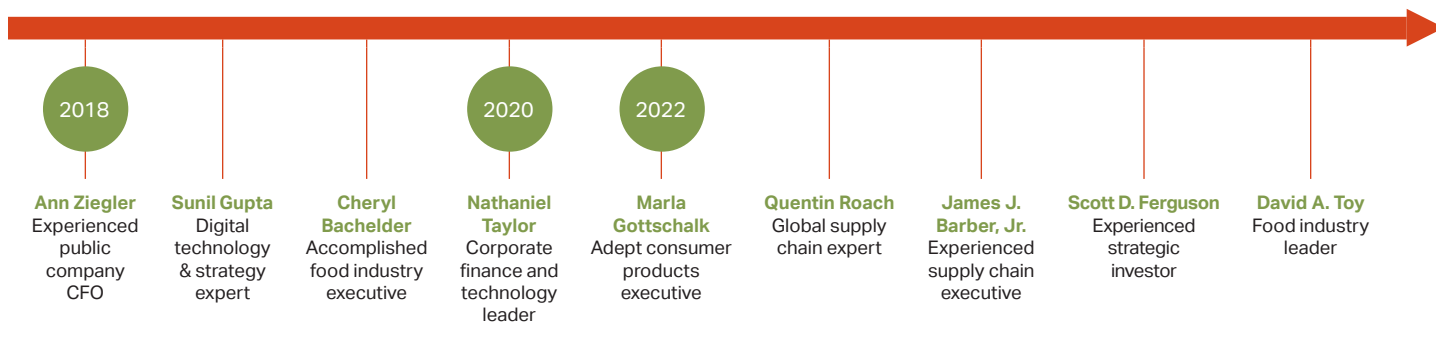 2018
Ann Ziegler
Experienced
public
company
CFO
Sunil Gupta
Digital
technology
& strategy
expert
Cheryl
Bachelder
Accomplished
food industry
executive
2020
Nathaniel
Taylor
Corporate
finance and
technology
leader
2022
Marla
Gottschalk
Adept consumer
products
executive
Quentin Roach
Global supply
chain expert
James J.
Barber, Jr.
Experienced
supply chain
executive
Scott D. Ferguson
Experienced
strategic
investor
David A. Toy
Food industry
leader